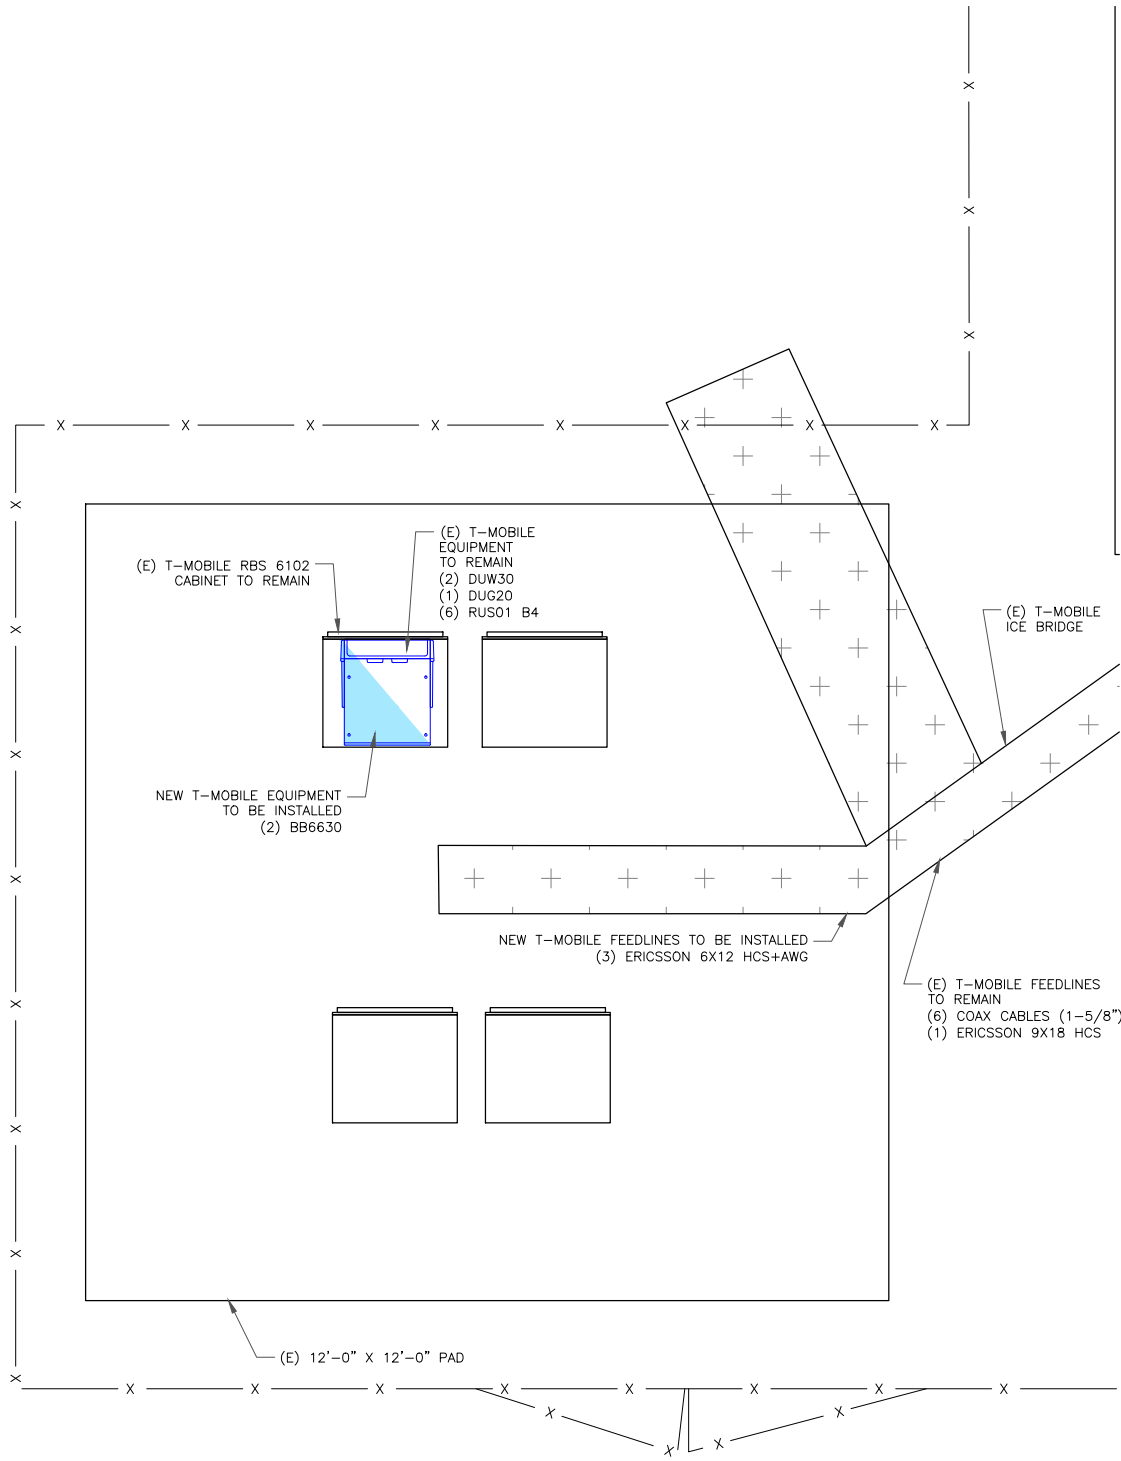 (E) T-MOBILE
EQUIPMENT
TO REMAIN
(2) DUW30
(1) DUG20
(6) RUS01 B4
(E) T-MOBILE RBS 6102
CABINET TO REMAIN
(E) T-MOBILE
ICE BRIDGE
NEW T-MOBILE EQUIPMENT
TO BE INSTALLED
(2) BB6630
NEW T-MOBILE FEEDLINES TO BE INSTALLED
(3) ERICSSON 6X12 HCS+AWG
(E) T-MOBILE FEEDLINES
TO REMAIN
(6) COAX CABLES (1-5/8")
(1) ERICSSON 9X18 HCS
(E) 12'-0" X 12'-0" PAD